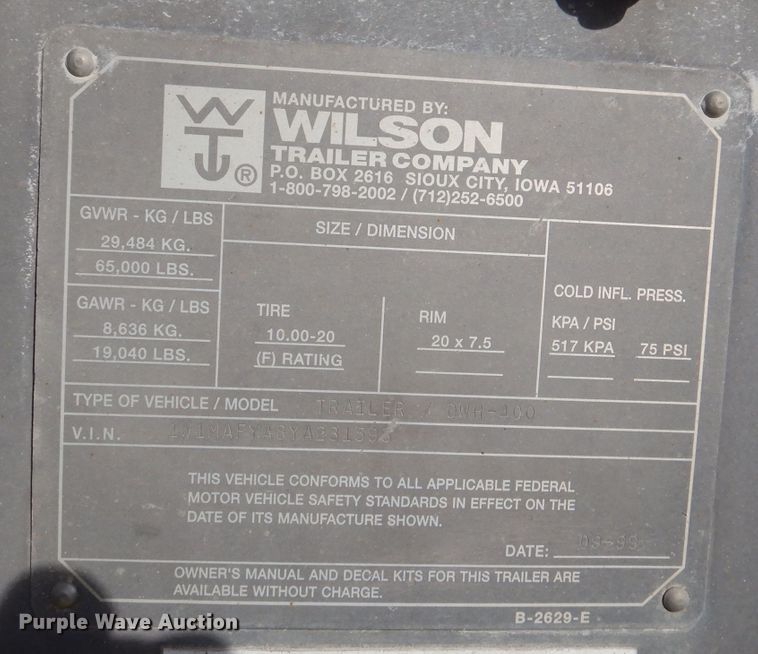 MANUFACTURED BY:
WILSON
TRAILER COMPANY
P.O. BOX 2616 SIOUX CITY, IOWA 51106
1-800-798-2002 / (712)252-6500
W
T
®
GVWR - KG / LBS
29,484 KG.
65,000 LBS.
GAWR - KG / LBS
8,636 KG.
19,040 LBS.
SIZE / DIMENSION
TIRE
10.00-20
(F) RATING
RIM
20 x 7.5
COLD INFL. PRESS.
KPA / PSI
517 KPA 75 PSI
TYPE OF VEHICLE / MODEL TRAILER / DWH-400
V.I.N.
THIS VEHICLE CONFORMS TO ALL APPLICABLE FEDERAL
MOTOR VEHICLE SAFETY STANDARDS IN EFFECT ON THE
DATE OF ITS MANUFACTURE SHOWN.
DATE: 09-99
OWNER'S MANUAL AND DECAL KITS FOR THIS TRAILER ARE
AVAILABLE WITHOUT CHARGE.
B-2629-E
Purple Wave Auction